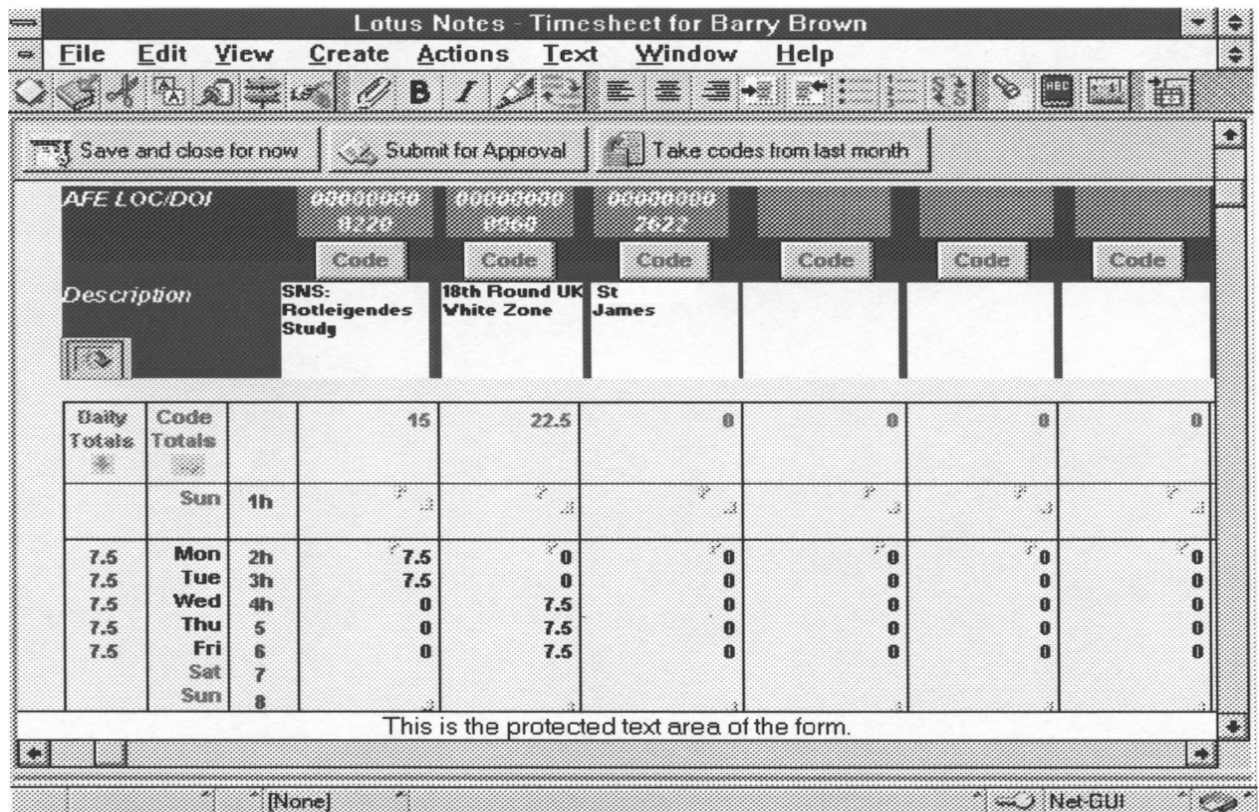 Lotus Notes - Timesheet for Barry Brown
File Edit View Create Actions Text Window Help
B I
Save and close for now Submit for Approval Take codes from last month
AFE LOC/DOI 00000000 00000000 00000000
8220 0060 2622
Code Code Code Code Code Code
Description SNS: 18th Round UK St
Rotleigendes White Zone James
Study
Daily Code 15 22.5 0 0 0 0
Totals Totals
Sun 1h
7.5 Mon 2h 7.5 0 0 0 0 0
7.5 Tue 3h 7.5 0 0 0 0 0
7.5 Wed 4h 0 7.5 0 0 0 0
7.5 Thu 5 0 7.5 0 0 0 0
7.5 Fri 6 0 7.5 0 0 0 0
Sat 7
Sun 8
This is the protected text area of the form.
[None] Net-GUI